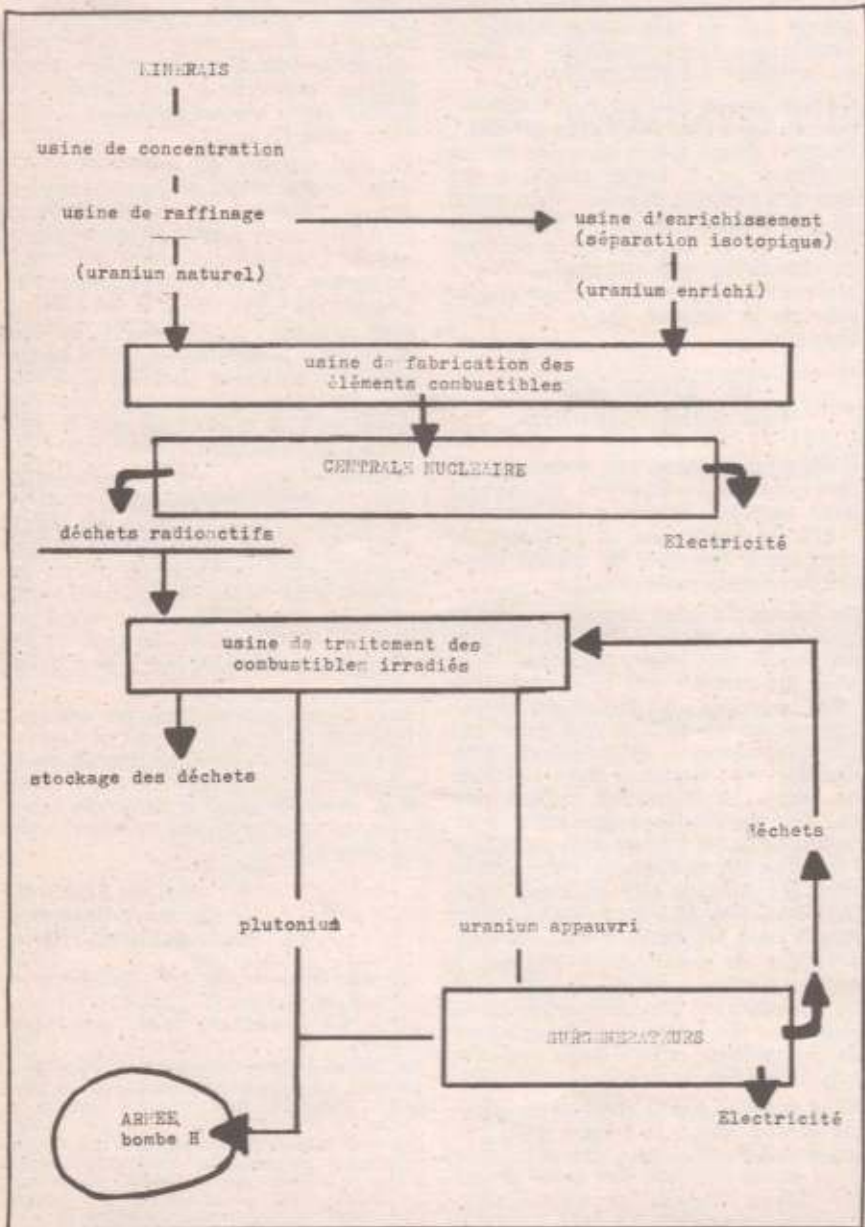 MINERAIS
usine de concentration
usine de raffinage
usine d'enrichissement
(séparation isotopique)
(uranium naturel)
(uranium enrichi)
usine de fabrication des
éléments combustibles
CENTRALE NUCLEAIRE
déchets radioactifs
Electricité
usine de traitement des
combustibles irradiés
stockage des déchets
déchets
plutonium
uranium appauvri
SURGENERATEURS
ARMEE
bombe H
Electricité